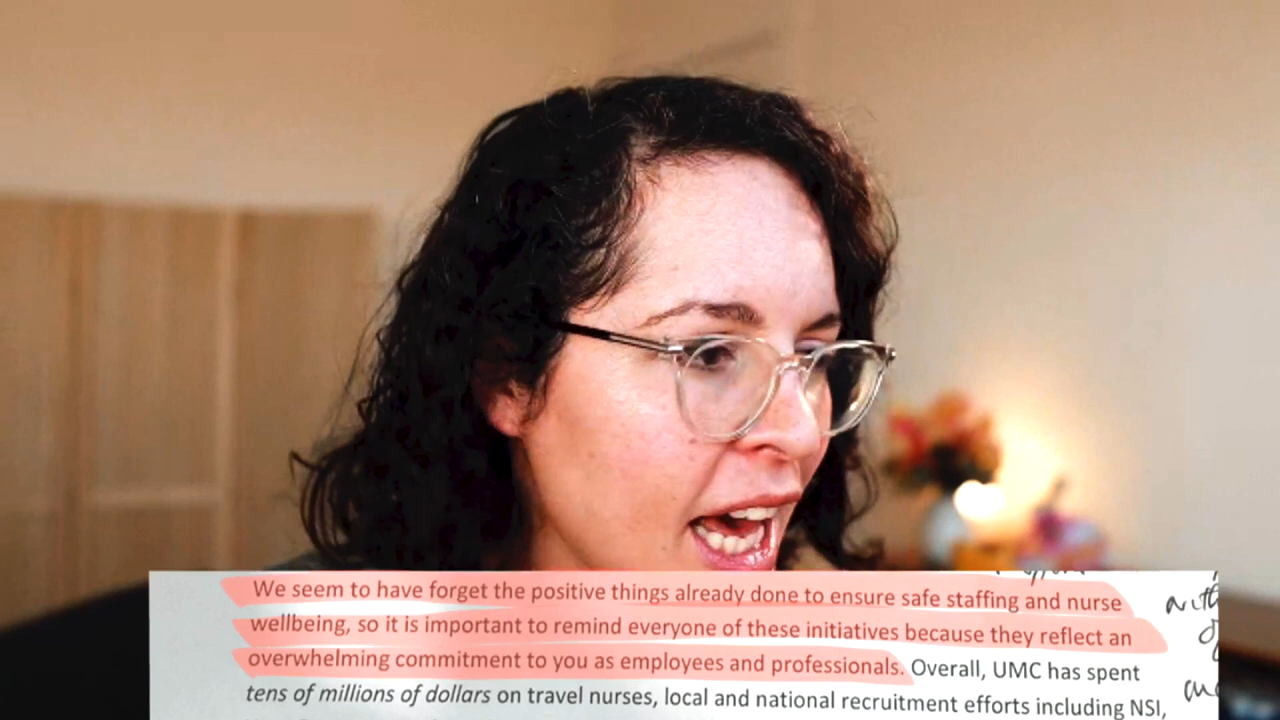 We seem to have forget the positive things already done to ensure safe staffing and nurse
wellbeing, so it is important to remind everyone of these initiatives because they reflect an
overwhelming commitment to you as employees and professionals. Overall, UMC has spent
tens of millions of dollars on travel nurses, local and national recruitment efforts including NSI,